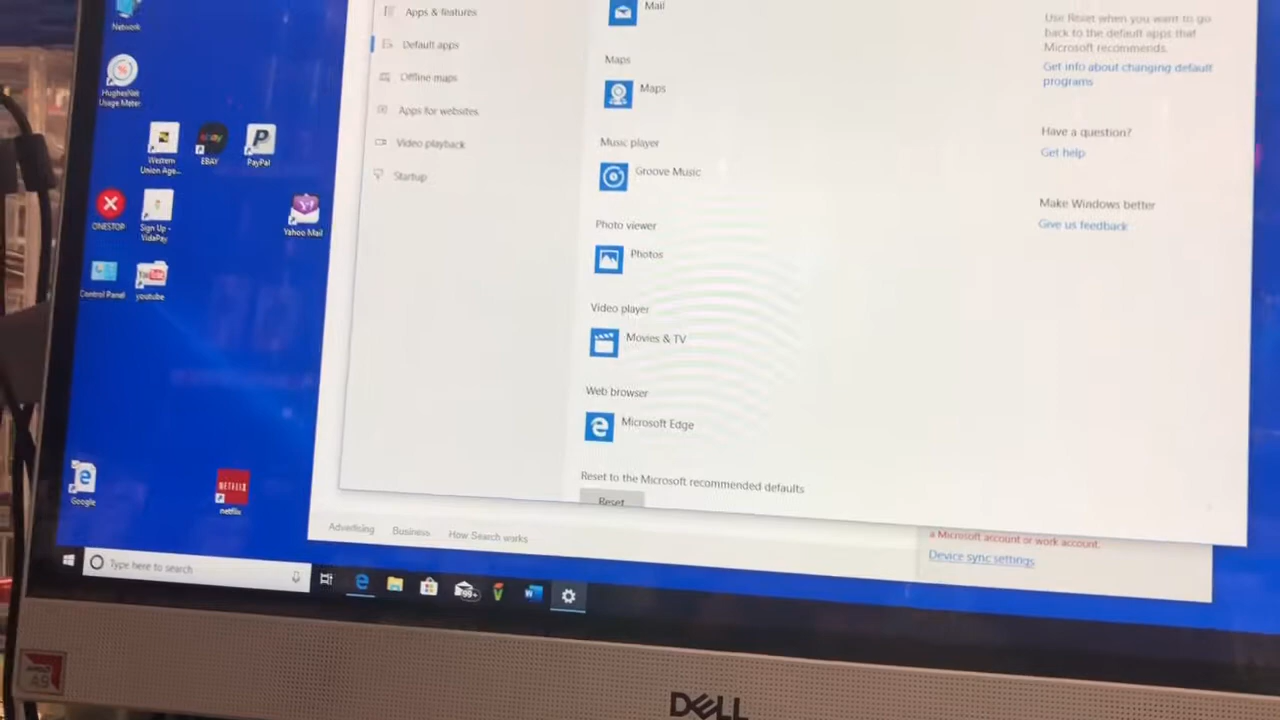 Network
HughesNet
Usage Meter
Western
Union Age...
EBAY
PayPal
ONESTOP
Sign Up -
VidaPay
Yahoo Mail
Control Panel
You
Tube
youtube
Google
NETFLIX
netflix
Apps & features
Default apps
Offline maps
Apps for websites
Video playback
Startup
Mail
Maps
Maps
Music player
Groove Music
Photo viewer
Photos
Video player
Movies & TV
Web browser
Microsoft Edge
Reset to the Microsoft recommended defaults
Reset
Use Reset when you want to go
back to the default apps that
Microsoft recommends.
Get info about changing default
programs
Have a question?
Get help
Make Windows better
Give us feedback
Advertising Business How Search works
a Microsoft account or work account.
Device sync settings
Type here to search
99+
A9
DELL